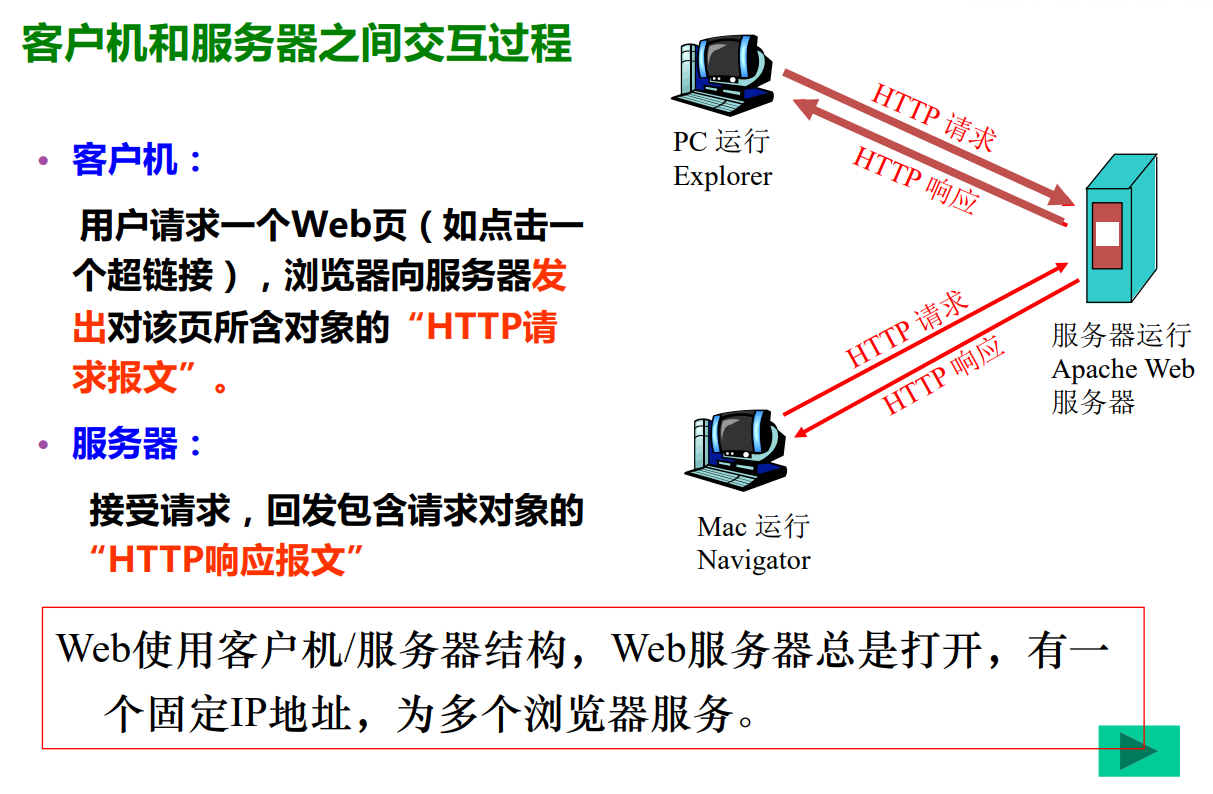 客户机和服务器之间交互过程
• 客户机：
用户请求一个Web页（如点击一
个超链接），浏览器向服务器发
出对该页所含对象的“HTTP请
求报文”。
• 服务器：
接受请求，回发包含请求对象的
“HTTP响应报文”
PC 运行
Explorer
HTTP 请求
HTTP 响应
HTTP 请求
HTTP 响应
服务器运行
Apache Web
服务器
Mac 运行
Navigator
Web使用客户机/服务器结构，Web服务器总是打开，有一
个固定IP地址，为多个浏览器服务。